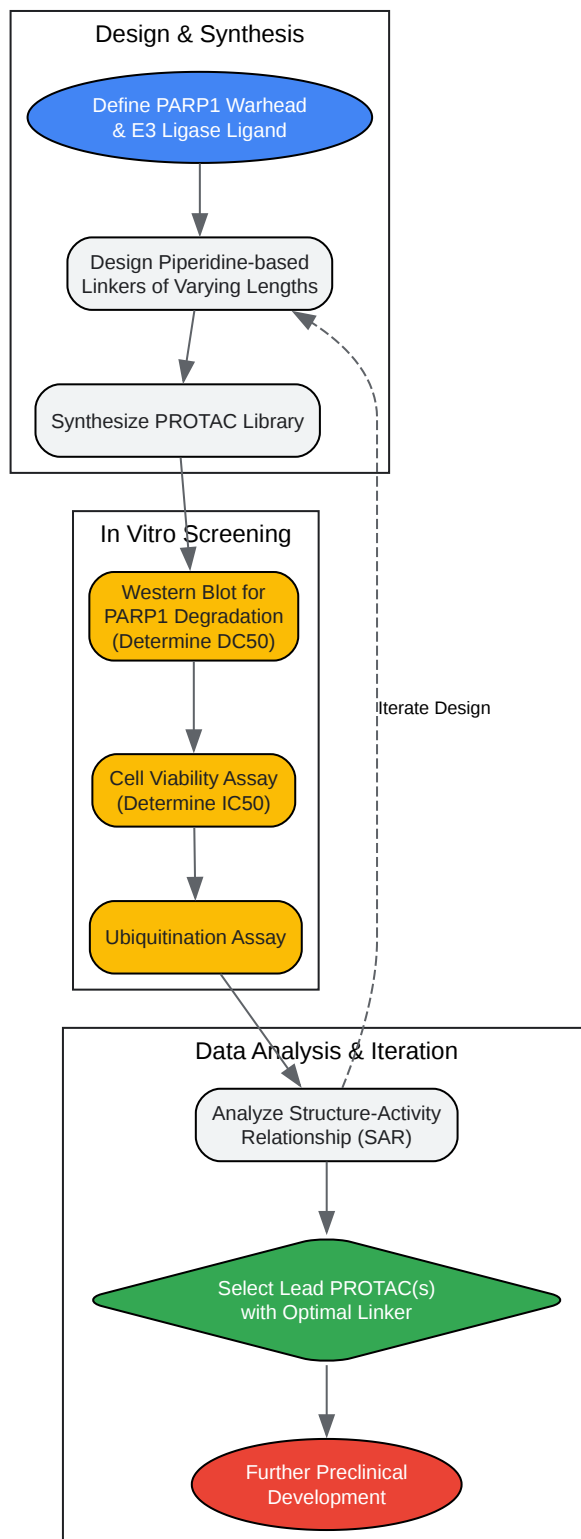 Design & Synthesis
Define PARP1 Warhead
& E3 Ligase Ligand
Design Piperidine-based
Linkers of Varying Lengths
Synthesize PROTAC Library
In Vitro Screening
Western Blot for
PARP1 Degradation
(Determine DC50)
Iterate Design
Cell Viability Assay
(Determine IC50)
Ubiquitination Assay
Data Analysis & Iteration
Analyze Structure-Activity
Relationship (SAR)
Select Lead PROTAC(s)
with Optimal Linker
Further Preclinical
Development